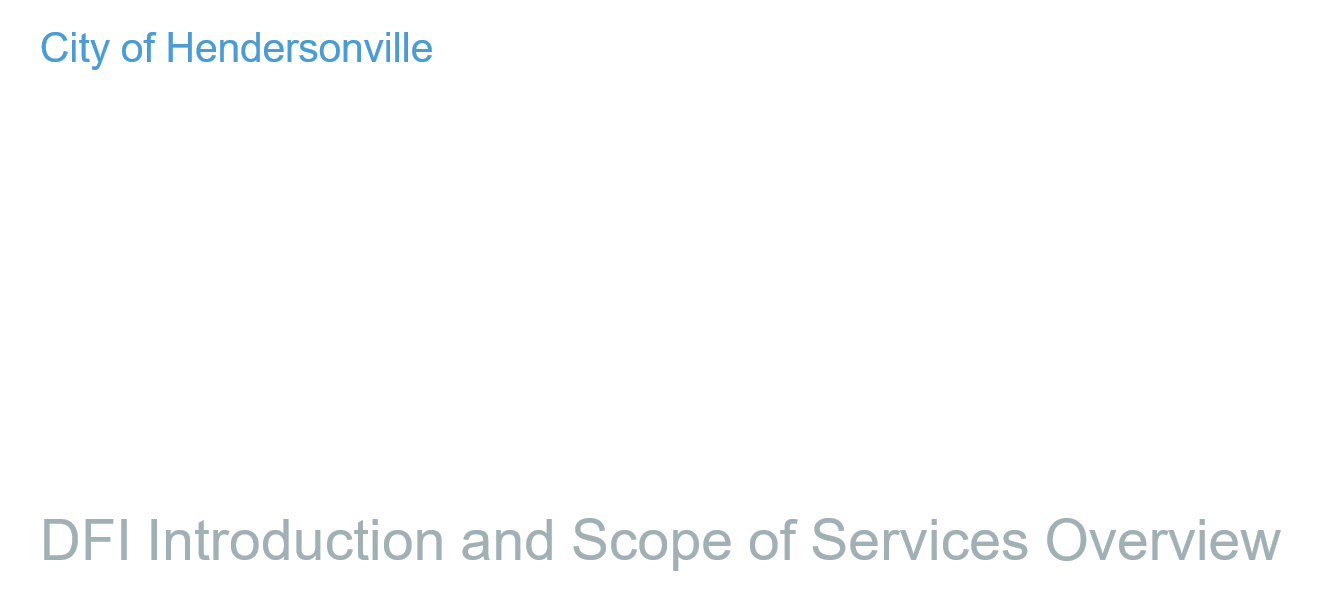 City of Hendersonville
DFI Introduction and Scope of Services Overview